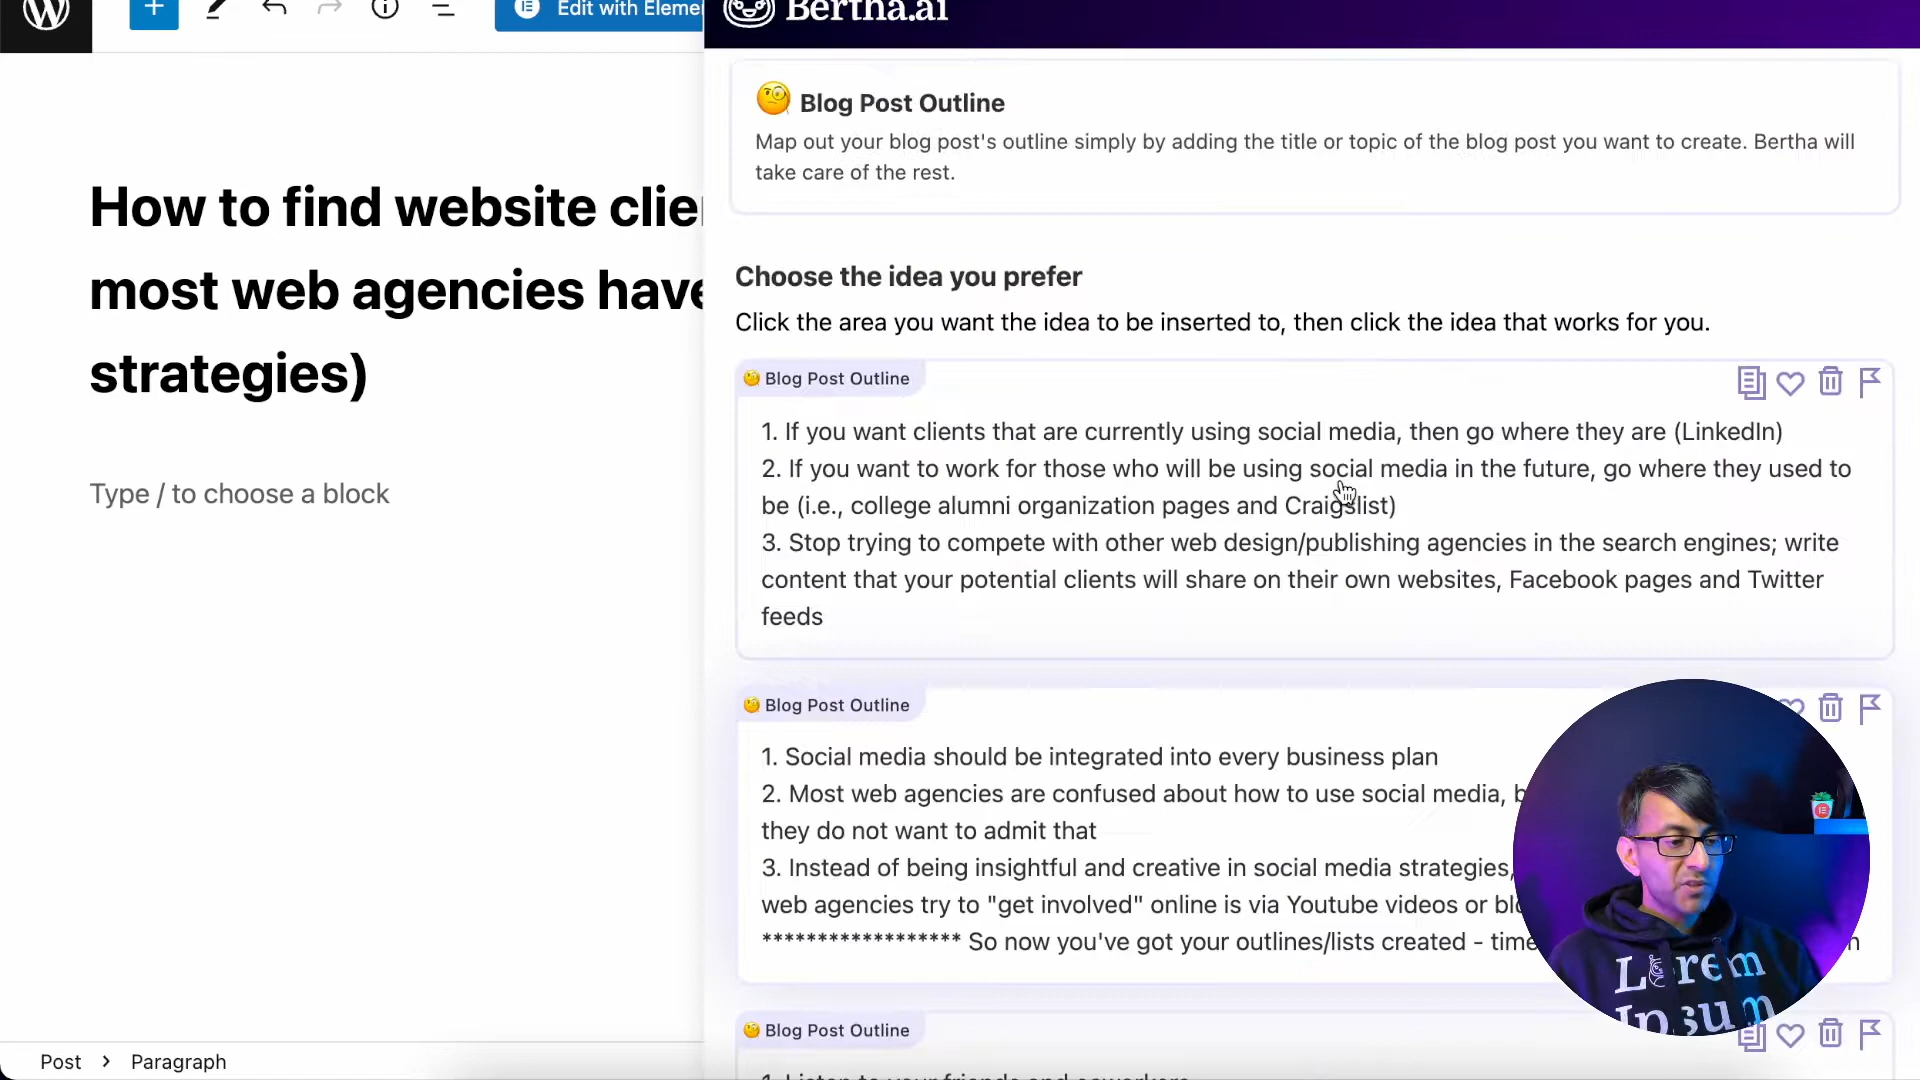 Edit with Eleme
Bertha.ai
How to find website clie
most web agencies have
strategies)
Type / to choose a block
Post > Paragraph
Blog Post Outline
Map out your blog post's outline simply by adding the title or topic of the blog post you want to create. Bertha will
take care of the rest.
Choose the idea you prefer
Click the area you want the idea to be inserted to, then click the idea that works for you.
Blog Post Outline
1. If you want clients that are currently using social media, then go where they are (LinkedIn)
2. If you want to work for those who will be using social media in the future, go where they used to
be (i.e., college alumni organization pages and Craigslist)
3. Stop trying to compete with other web design/publishing agencies in the search engines; write
content that your potential clients will share on their own websites, Facebook pages and Twitter
feeds
Blog Post Outline
1. Social media should be integrated into every business plan
2. Most web agencies are confused about how to use social media, b
they do not want to admit that
3. Instead of being insightful and creative in social media strategies,
web agencies try to "get involved" online is via Youtube videos or blo
****************** So now you've got your outlines/lists created - time
Blog Post Outline
1. Listen to your friends and coworkers
Lorem
Ipsum